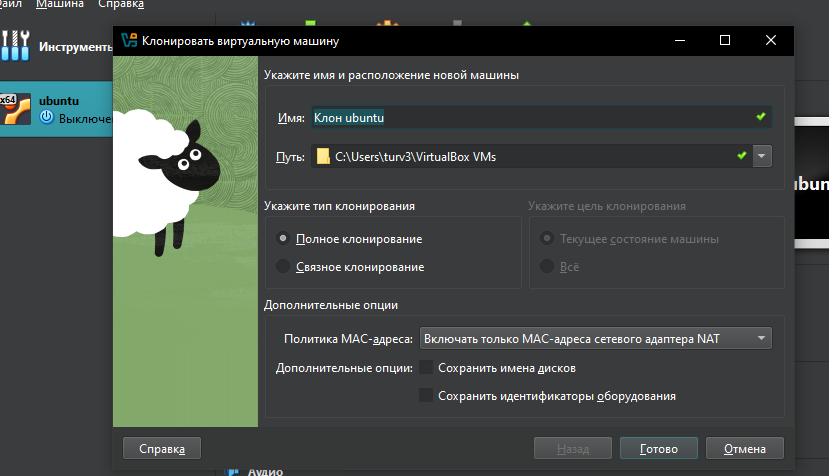 Файл Машина Справка
Инструменты
Клонировать виртуальную машину
x64
ubuntu
Выключена
Укажите имя и расположение новой машины
Имя: Клон ubuntu
Путь: C:\Users\turv3\VirtualBox VMs
Укажите тип клонирования
Укажите цель клонирования
Полное клонирование
Текущее состояние машины
Связное клонирование
Всё
Дополнительные опции
Политика MAC-адреса: Включать только MAC-адреса сетевого адаптера NAT
Дополнительные опции: Сохранить имена дисков
Сохранить идентификаторы оборудования
Справка
Назад
Готово
Отмена
Аудио
ubun